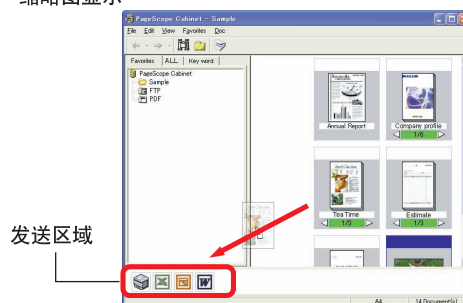 缩略图显示
PageScope Cabinet - Sample
File Edit View Favorites Doc
Favorites ALL Key word
PageScope Cabinet
Sample
FTP
PDF
Annual Report
Company profile
1/6
Tea Time
1/3
Estimate
1/3
发送区域
A4 14 Document(s)